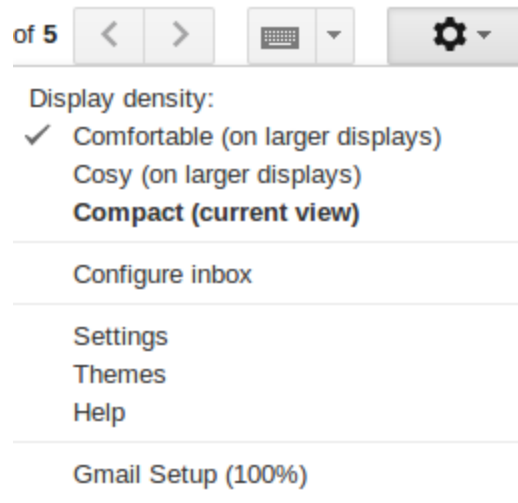 of 5
Display density:
Comfortable (on larger displays)
Cosy (on larger displays)
Compact (current view)
Configure inbox
Settings
Themes
Help
Gmail Setup (100%)